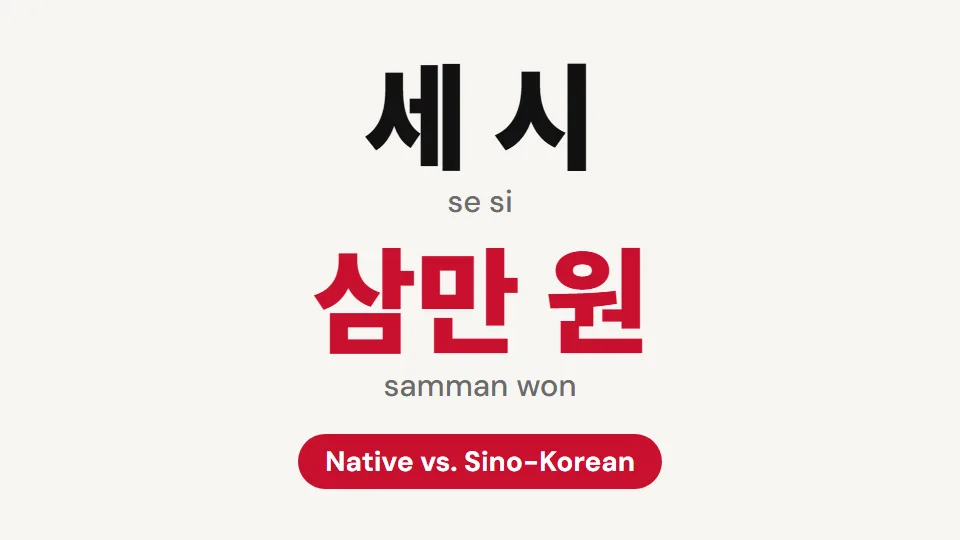 세 시
se si
삼만 원
samman won
Native vs. Sino-Korean